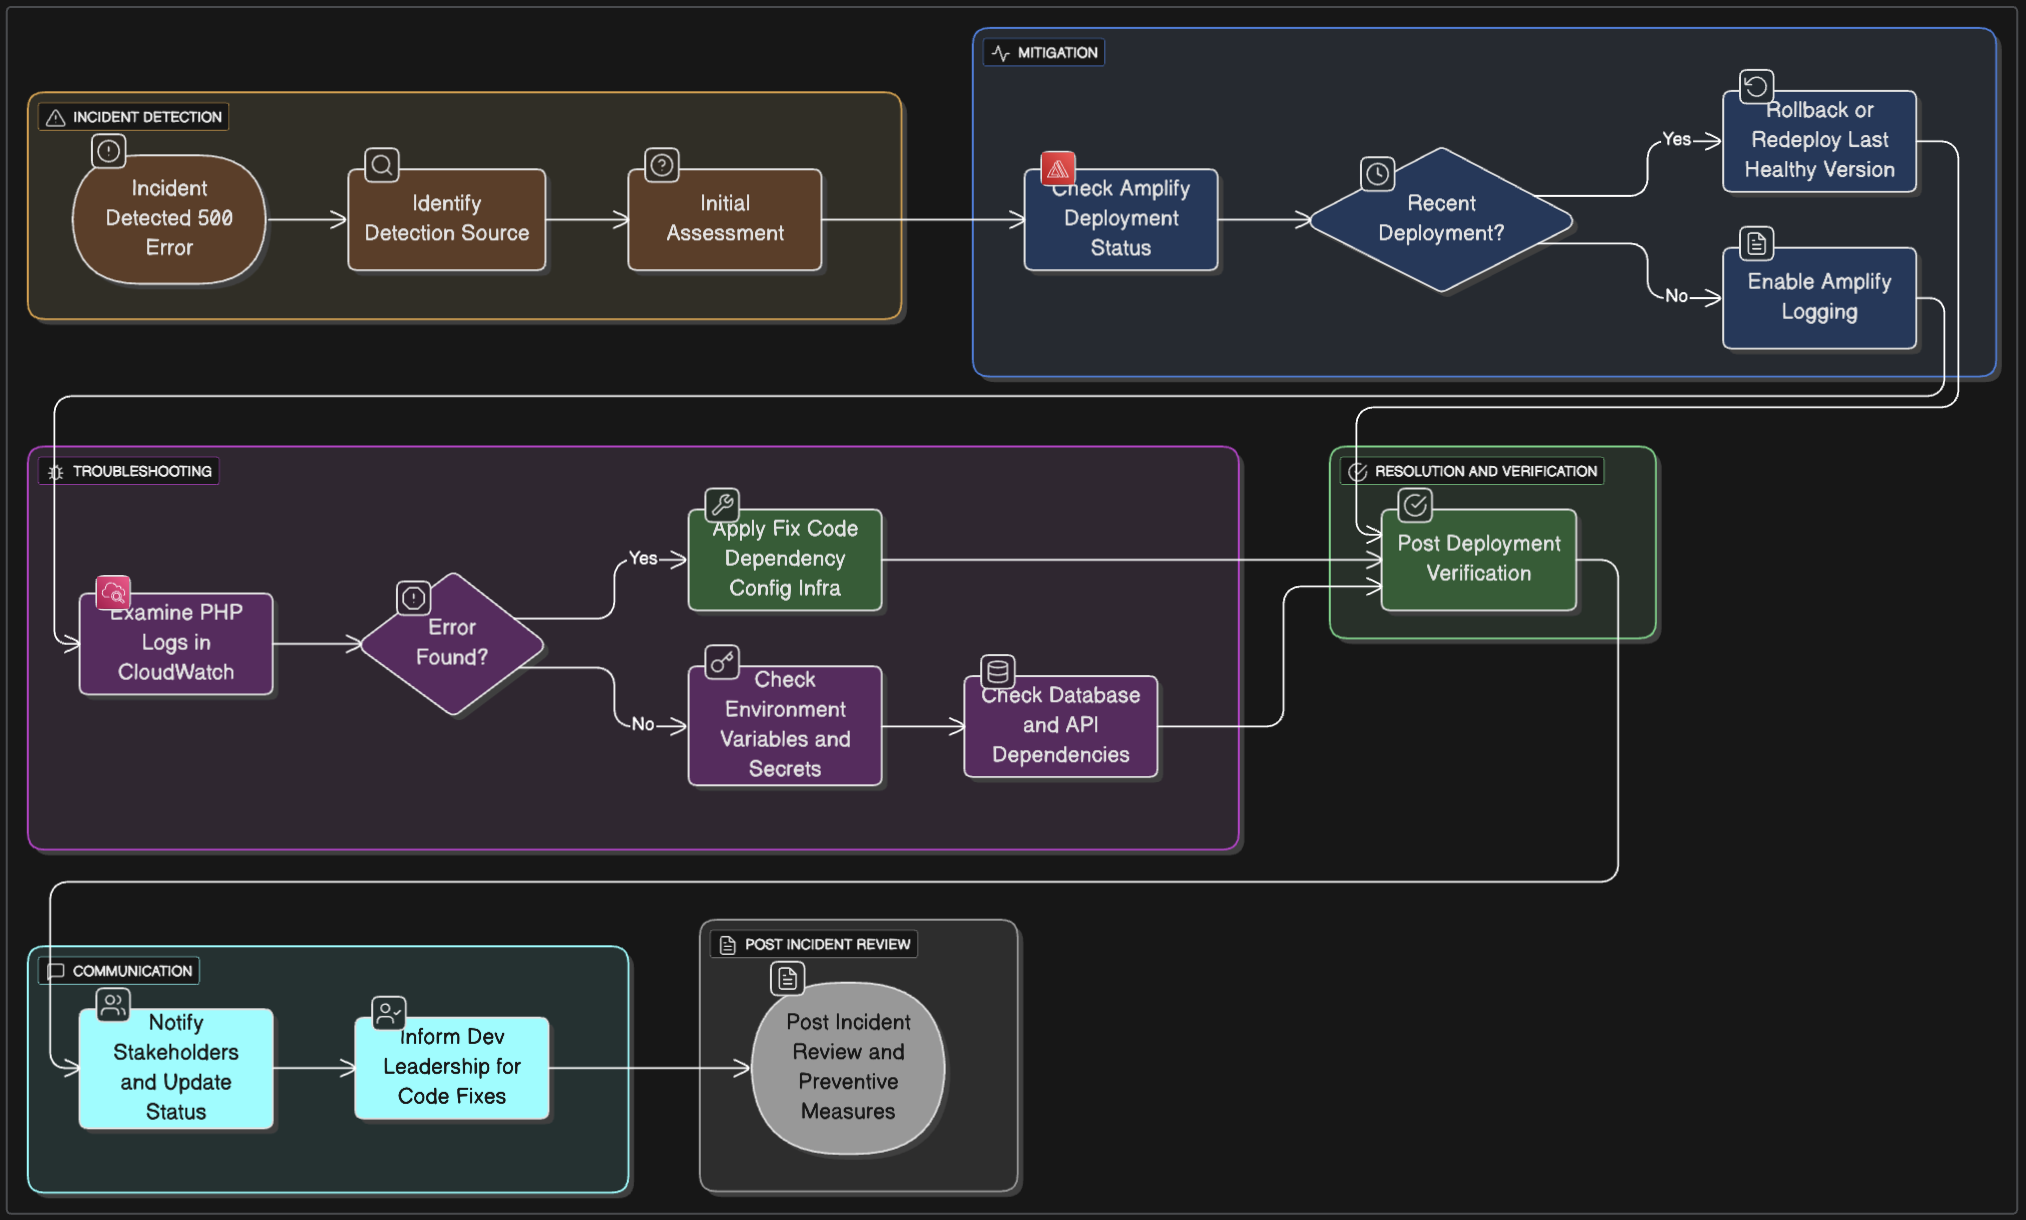 INCIDENT DETECTION
Incident
Detected 500
Error
Identify
Detection Source
Initial
Assessment
MITIGATION
Check Amplify
Deployment
Status
Recent
Deployment?
Yes
Rollback or
Redeploy Last
Healthy Version
No
Enable Amplify
Logging
TROUBLESHOOTING
Examine PHP
Logs in
CloudWatch
Error
Found?
Yes
Apply Fix Code
Dependency
Config Infra
No
Check
Environment
Variables and
Secrets
Check Database
and API
Dependencies
RESOLUTION AND VERIFICATION
Post Deployment
Verification
COMMUNICATION
Notify
Stakeholders
and Update
Status
Inform Dev
Leadership for
Code Fixes
POST INCIDENT REVIEW
Post Incident
Review and
Preventive
Measures